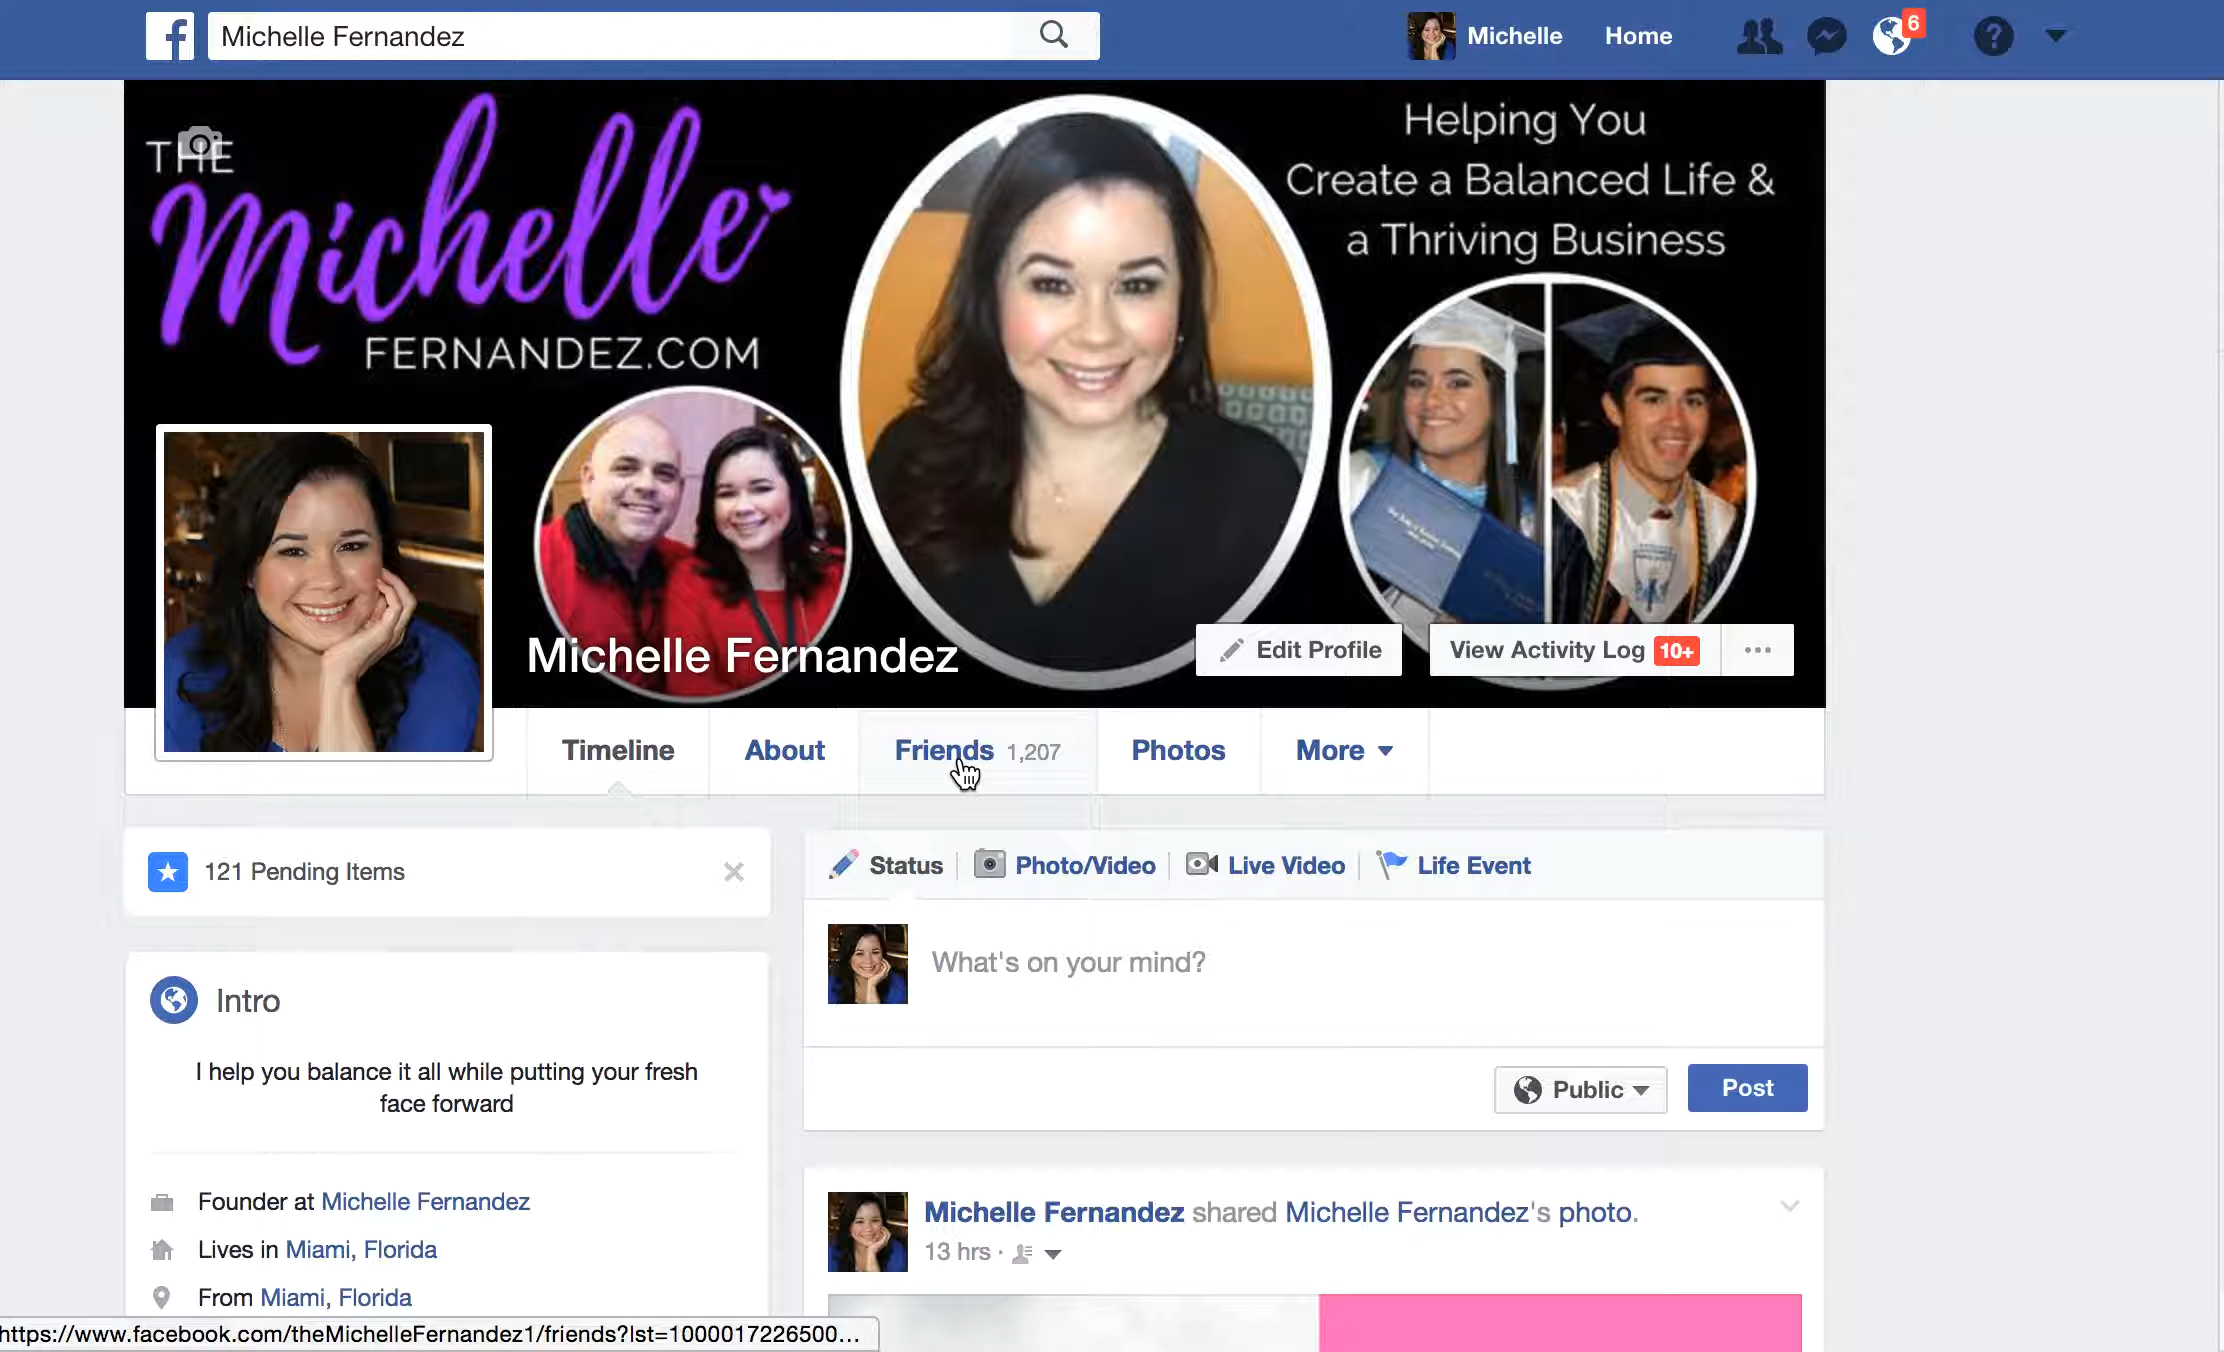 Michelle Fernandez
Michelle
Home
6
THE
Michelle
FERNANDEZ.COM
Helping You
Create a Balanced Life &
a Thriving Business
Michelle Fernandez
Edit Profile
View Activity Log 10+
Timeline
About
Friends 1,207
Photos
More
121 Pending Items
Status
Photo/Video
Live Video
Life Event
What's on your mind?
Public
Post
Intro
I help you balance it all while putting your fresh
face forward
Founder at Michelle Fernandez
Lives in Miami, Florida
From Miami, Florida
Michelle Fernandez shared Michelle Fernandez's photo.
13 hrs ·
https://www.facebook.com/theMichelleFernandez1/friends?lst=1000017226500...